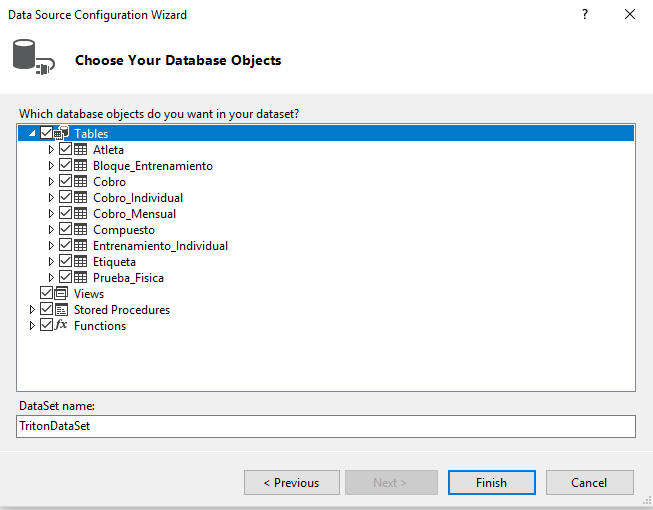 Data Source Configuration Wizard
?
Choose Your Database Objects
Which database objects do you want in your dataset?
Tables
Atleta
Bloque_Entrenamiento
Cobro
Cobro_Individual
Cobro_Mensual
Compuesto
Entrenamiento_Individual
Etiqueta
Prueba_Fisica
Views
Stored Procedures
fx Functions
DataSet name:
TritonDataSet
< Previous
Next >
Finish
Cancel